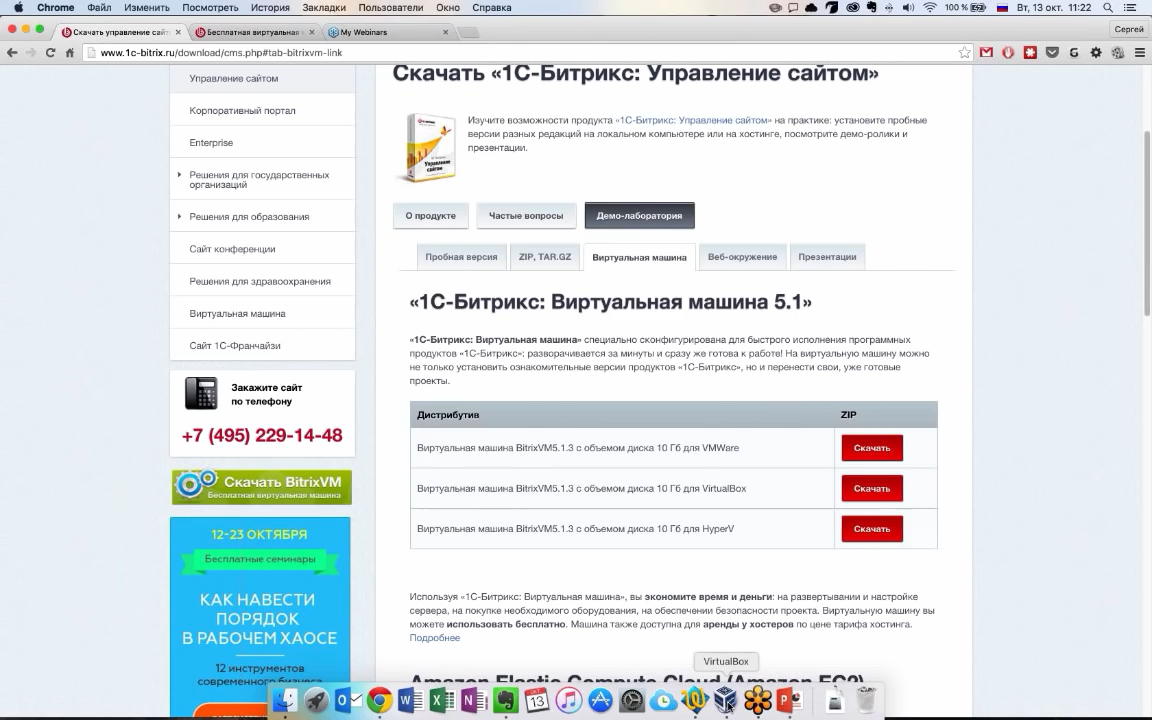 Chrome Файл Изменить Посмотреть История Закладки Пользователи Окно Справка 100 % Вт, 13 окт. 11:22
Скачать управление сайто Бесплатная виртуальная My Webinars Сергей
www.1c-bitrix.ru/download/cms.php#tab-bitrixvm-link
Управление сайтом
Корпоративный портал
Enterprise
Решения для государственных
организаций
Решения для образования
Сайт конференции
Решения для здравоохранения
Виртуальная машина
Сайт 1С-Франчайзи
Закажите сайт
по телефону
+7 (495) 229-14-48
Скачать BitrixVM
Бесплатная виртуальная машина
12-23 ОКТЯБРЯ
Бесплатные семинары
КАК НАВЕСТИ
ПОРЯДОК
В РАБОЧЕМ ХАОСЕ
12 инструментов
современного бизнеса
Скачать «1С-Битрикс: Управление сайтом»
Изучите возможности продукта «1С-Битрикс: Управление сайтом» на практике: установите пробные
версии разных редакций на локальном компьютере или на хостинге, посмотрите демо-ролики и
презентации.
О продукте Частые вопросы Демо-лаборатория
Пробная версия ZIP, TAR.GZ Виртуальная машина Веб-окружение Презентации
«1С-Битрикс: Виртуальная машина 5.1»
«1С-Битрикс: Виртуальная машина» специально сконфигурирована для быстрого исполнения программных
продуктов «1С-Битрикс»: разворачивается за минуты и сразу же готова к работе! На виртуальную машину можно
не только установить ознакомительные версии продуктов «1С-Битрикс», но и перенести свои, уже готовые
проекты.
Дистрибутив ZIP
Виртуальная машина BitrixVM5.1.3 с объемом диска 10 Гб для VMWare Скачать
Виртуальная машина BitrixVM5.1.3 с объемом диска 10 Гб для VirtualBox Скачать
Виртуальная машина BitrixVM5.1.3 с объемом диска 10 Гб для HyperV Скачать
Используя «1С-Битрикс: Виртуальная машина», вы экономите время и деньги: на развертывании и настройке
сервера, на покупке необходимого оборудования, на обеспечении безопасности проекта. Виртуальную машину вы
можете использовать бесплатно. Машина также доступна для аренды у хостеров по цене тарифа хостинга.
Подробнее
VirtualBox
Amazon Elastic Compute Cloud (Amazon EC2)
13